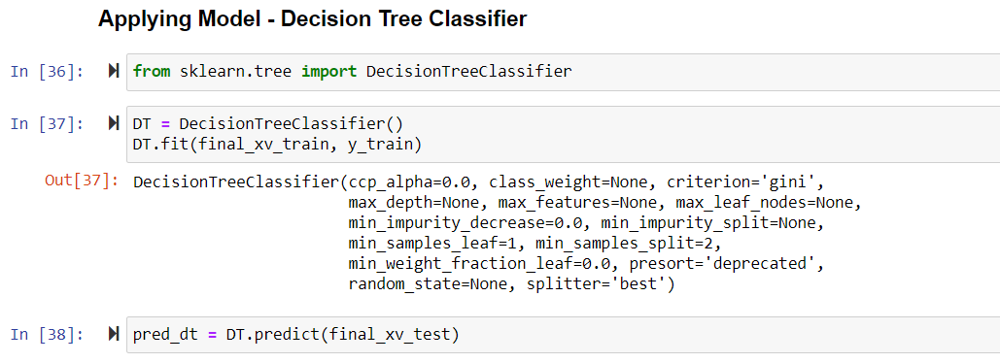 Applying Model - Decision Tree Classifier
In [36]: from sklearn.tree import DecisionTreeClassifier
In [37]: DT = DecisionTreeClassifier()
DT.fit(final_xv_train, y_train)
Out[37]: DecisionTreeClassifier(ccp_alpha=0.0, class_weight=None, criterion='gini',
max_depth=None, max_features=None, max_leaf_nodes=None,
min_impurity_decrease=0.0, min_impurity_split=None,
min_samples_leaf=1, min_samples_split=2,
min_weight_fraction_leaf=0.0, presort='deprecated',
random_state=None, splitter='best')
In [38]: pred_dt = DT.predict(final_xv_test)